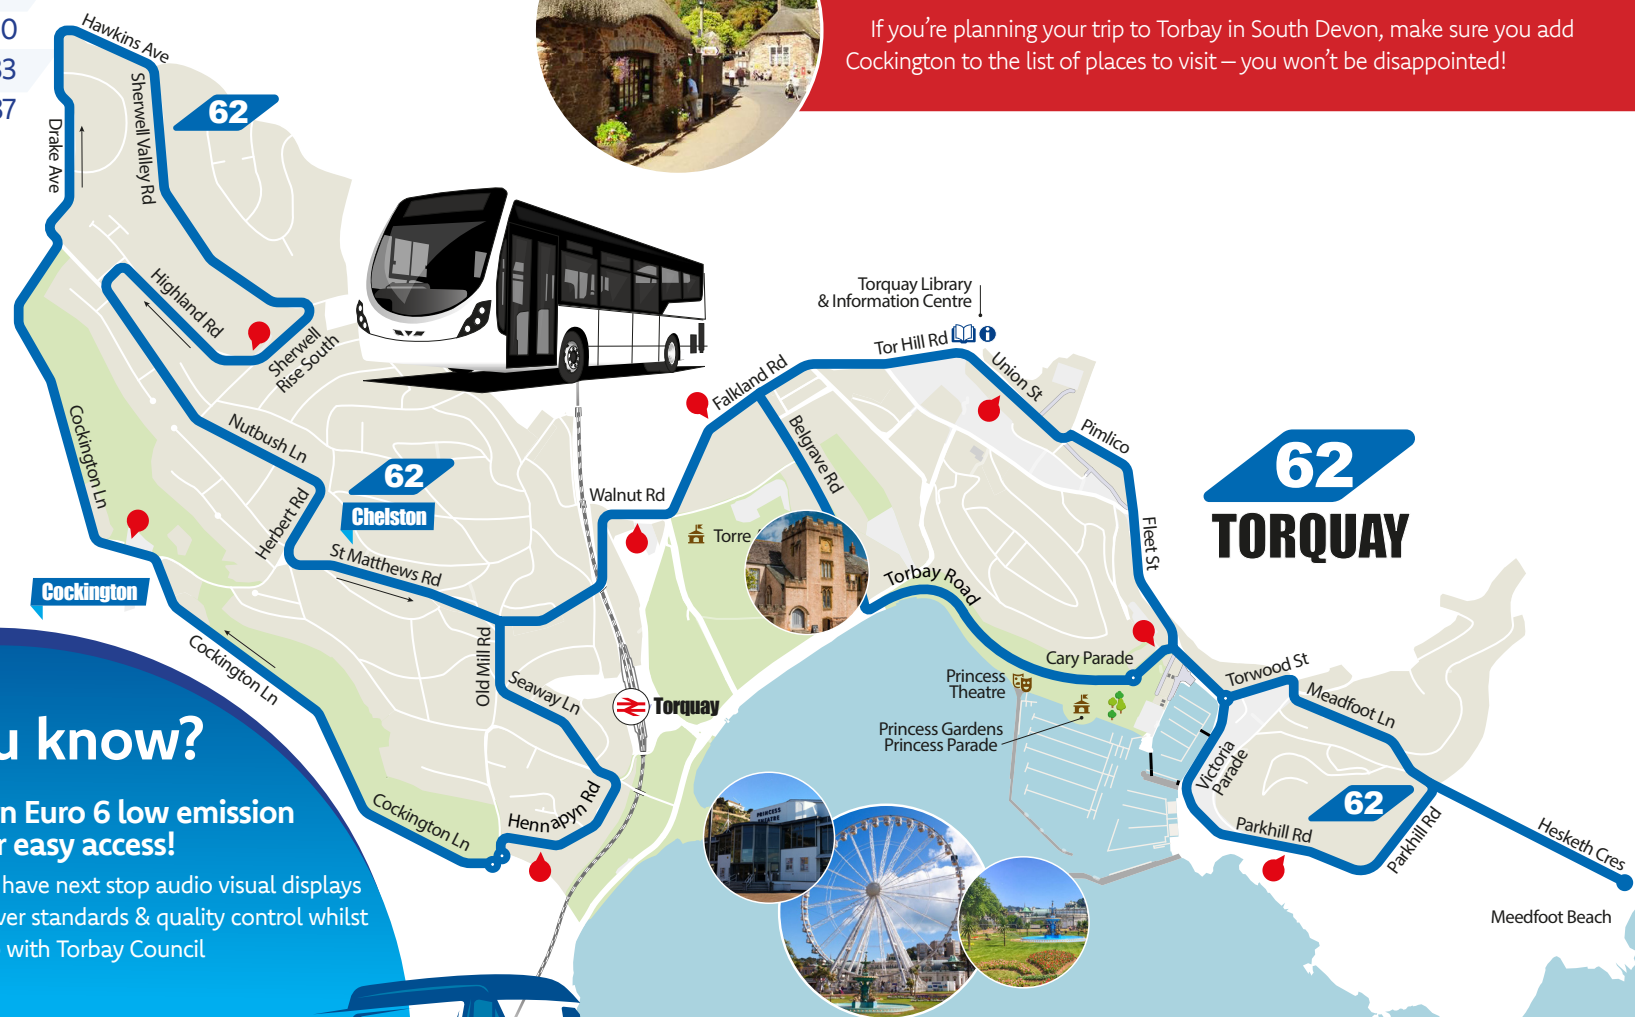 0
33
37
If you're planning your trip to Torbay in South Devon, make sure you add
Cockington to the list of places to visit – you won't be disappointed!
Hawkins Ave
Sherwell Valley Rd
62
Drake Ave
Highland Rd
Sherwell
Rise South
Torquay Library
& Information Centre
Tor Hill Rd
Union St
Falkland Rd
Belgrave Rd
Pimlico
Cockington Ln
Nutbush Ln
62
Chelston
Herbert Rd
St Matthews Rd
Walnut Rd
Torre
62
TORQUAY
Fleet St
Torbay Road
Cockington
Cockington Ln
Old Mill Rd
Seaway Ln
Torquay
Cary Parade
Princess
Theatre
Princess Gardens
Princess Parade
Torwood St
Meadfoot Ln
Victoria
Parade
62
Parkhill Rd
Parkhill Rd
Hesketh Cres
Meedfoot Beach
Cockington Ln
Hennapyn Rd
PRINCESS
THEATRE
u know?
n Euro 6 low emission
r easy access!
have next stop audio visual displays
ver standards & quality control whilst
with Torbay Council